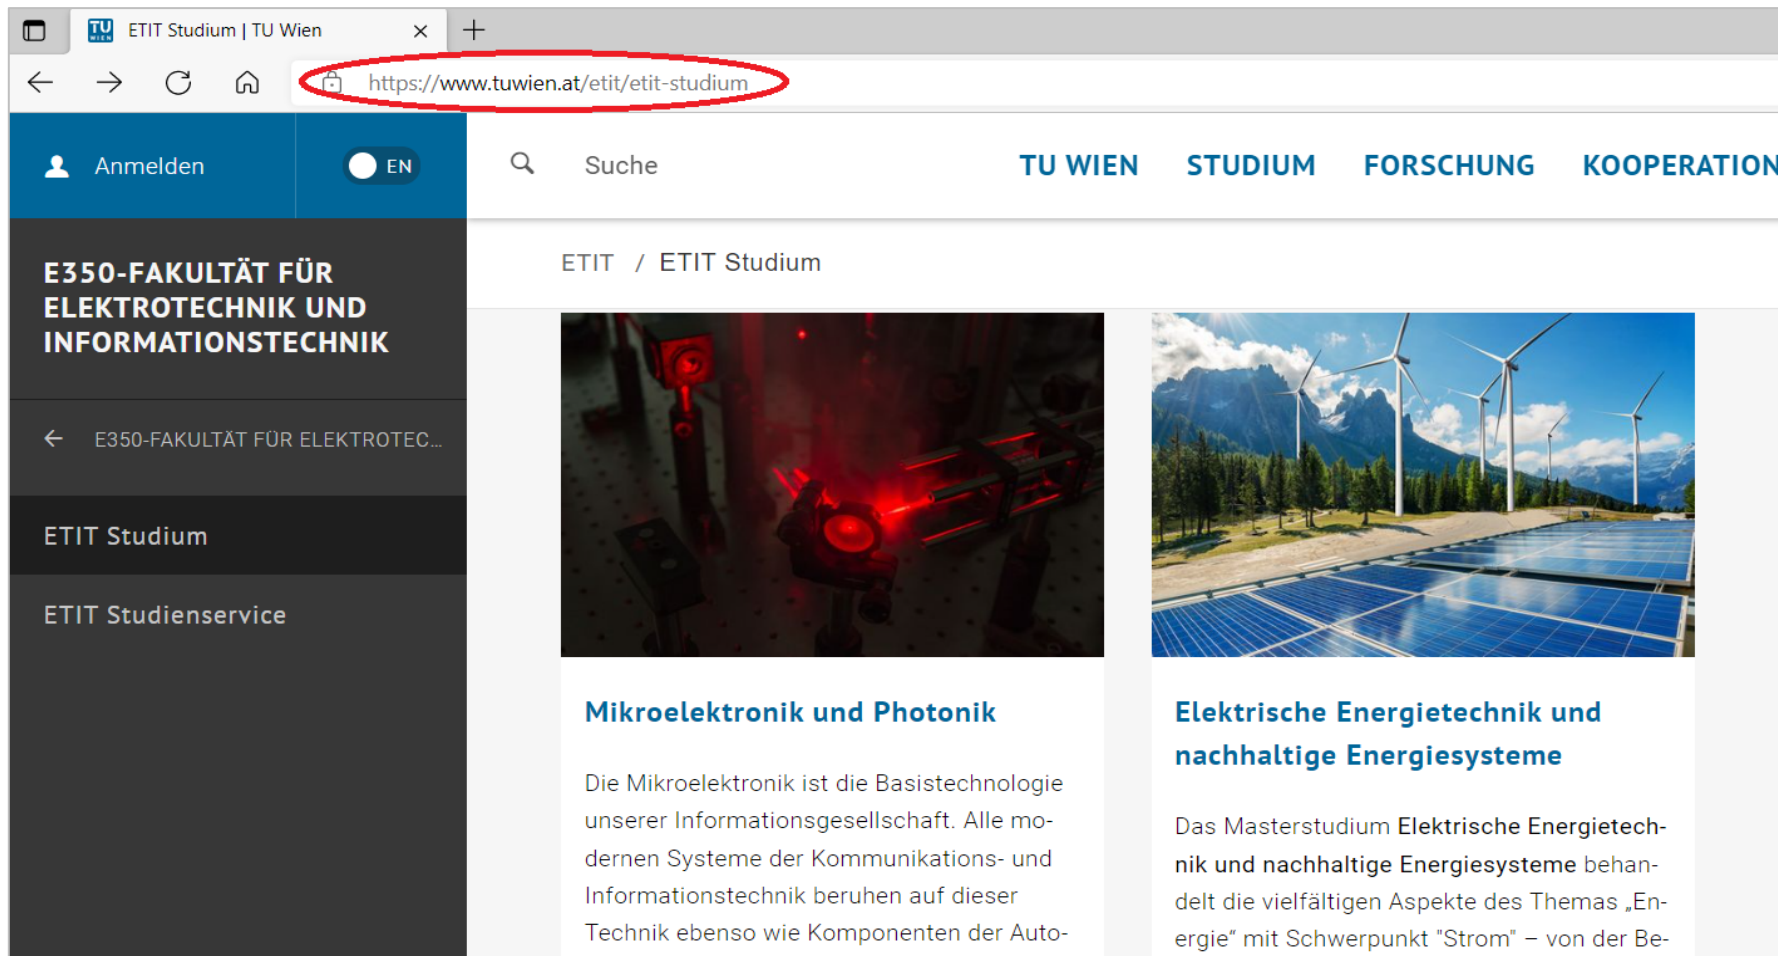 TU WIEN ETIT Studium | TU Wien
https://www.tuwien.at/etit/etit-studium
Anmelden
EN
Suche
TU WIEN
STUDIUM
FORSCHUNG
KOOPERATION
E350-FAKULTÄT FÜR
ELEKTROTECHNIK UND
INFORMATIONSTECHNIK
E350-FAKULTÄT FÜR ELEKTROTEC...
ETIT Studium
ETIT Studienservice
ETIT / ETIT Studium
Mikroelektronik und Photonik
Die Mikroelektronik ist die Basistechnologie
unserer Informationsgesellschaft. Alle mo-
dernen Systeme der Kommunikations- und
Informationstechnik beruhen auf dieser
Technik ebenso wie Komponenten der Auto-
Elektrische Energietechnik und
nachhaltige Energiesysteme
Das Masterstudium Elektrische Energietech-
nik und nachhaltige Energiesysteme behan-
delt die vielfältigen Aspekte des Themas „En-
ergie“ mit Schwerpunkt "Strom" – von der Be-